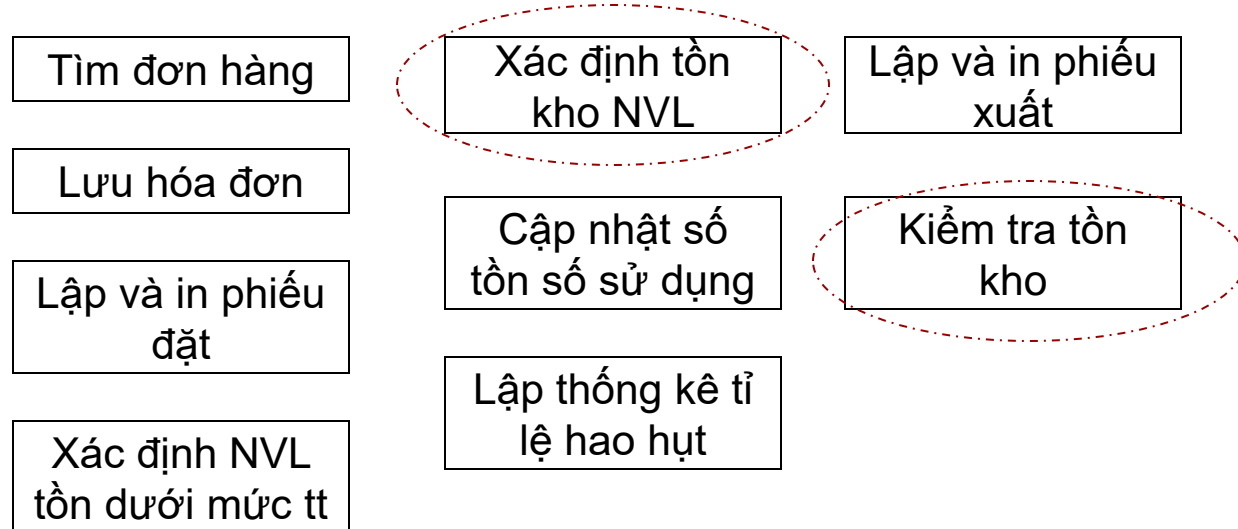 Tìm đơn hàng
Lưu hóa đơn
Lập và in phiếu
đặt
Xác định NVL
tồn dưới mức tt
Xác định tồn
kho NVL
Cập nhật số
tồn số sử dụng
Lập thống kê tỉ
lệ hao hụt
Lập và in phiếu
xuất
Kiểm tra tồn
kho